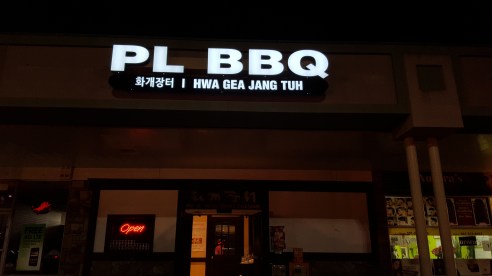 PL BBQ
화개장터 | HWA GEA JANG TUH
Open